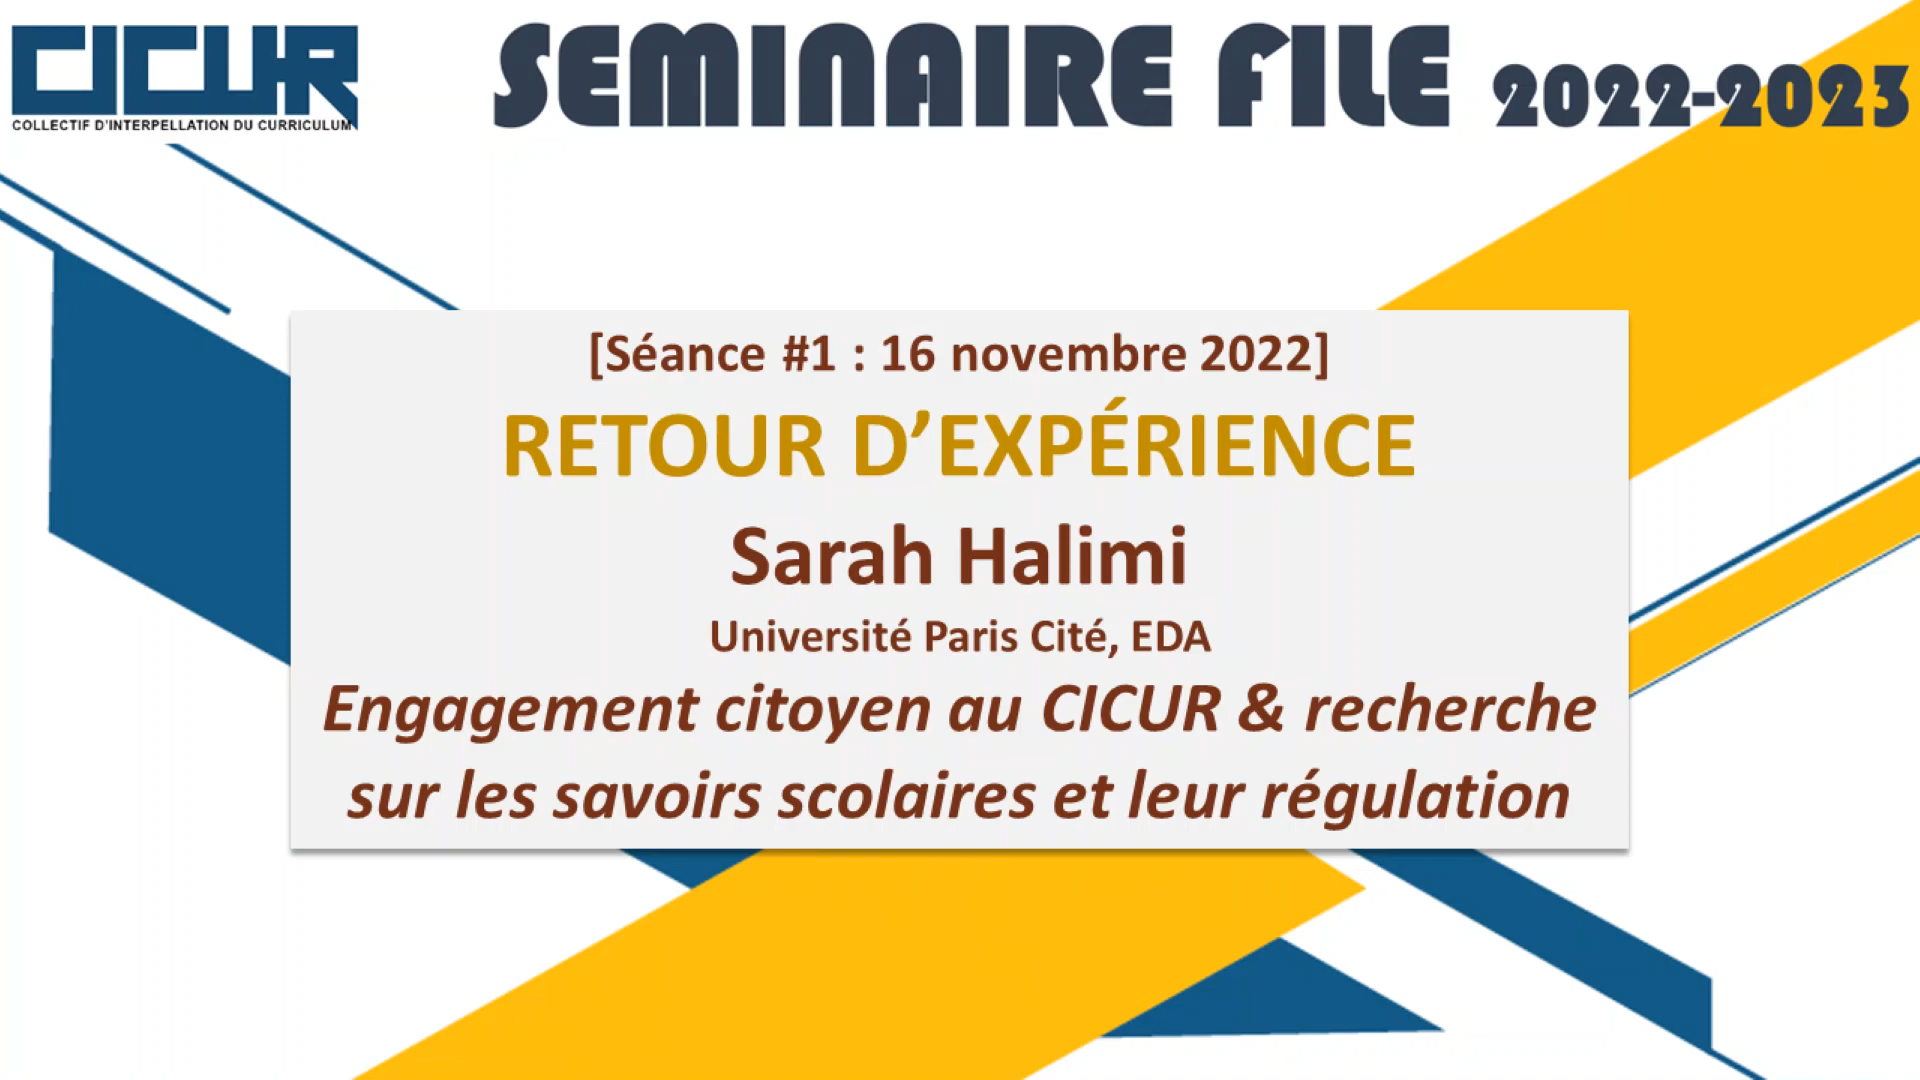 CICUR
COLLECTIF D'INTERPELLATION DU CURRICULUM
SEMINAIRE FILE 2022-2023
[Séance #1 : 16 novembre 2022]
RETOUR D’EXPÉRIENCE
Sarah Halimi
Université Paris Cité, EDA
Engagement citoyen au CICUR & recherche
sur les savoirs scolaires et leur régulation